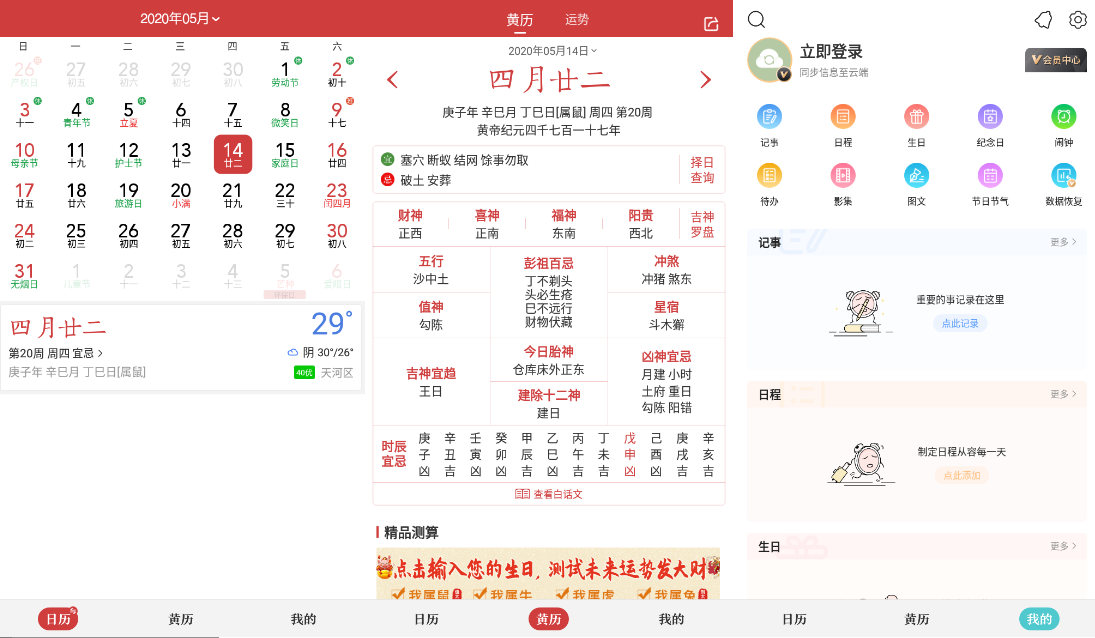 2020年05月
日 一 二 三 四 五 六
26 27 28 29 30 1 2
产权日 初五 初六 初七 初八 劳动节 初十
休 休
3 4 5 6 7 8 9
十一 青年节 立夏 十四 十五 微笑日 十七
休 休 休 班
10 11 12 13 14 15 16
母亲节 十九 护士节 廿一 廿二 家庭日 廿四
17 18 19 20 21 22 23
廿五 廿六 旅游日 小满 廿九 三十 闰四月
24 25 26 27 28 29 30
初二 初三 初四 初五 初六 初七 初八
31 1 2 3 4 5 6
无烟日 儿童节 十一 十二 十三 芒种 爱眼日
环保日
四月廿二
29°
第20周 周四 宜忌
阴 30°/26°
庚子年 辛巳月 丁巳日[属鼠]
40优 天河区
日历 黄历 我的
黄历 运势
2020年05月14日
四月廿二
庚子年 辛巳月 丁巳日[属鼠] 周四 第20周
黄帝纪元四千七百一十七年
宜 塞穴 断蚁 结网 馀事勿取
忌 破土 安葬
择日
查询
财神 喜神 福神 阳贵
正西 正南 东南 西北
吉神
罗盘
五行
沙中土
彭祖百忌
丁不剃头
头必生疮
巳不远行
财物伏藏
冲煞
冲猪 煞东
值神
勾陈
星宿
斗木獬
吉神宜趋
王日
今日胎神
仓库床外正东
建除十二神
建日
凶神宜忌
月建 小时
土府 重日
勾陈 阳错
时辰
宜忌
庚 辛 壬 癸 甲 乙 丙 丁 戊 己 庚 辛
子 丑 寅 卯 辰 巳 午 未 申 酉 戌 亥
凶 吉 凶 凶 吉 凶 吉 吉 凶 凶 吉 吉
查看白话文
精品测算
点击输入您的生日，测试未来运势发大财
我属鼠 我属牛 我属虎 我属兔
日历 黄历 我的
立即登录
同步信息至云端
V会员中心
记事 日程 生日 纪念日 闹钟
待办 影集 图文 节日节气 数据恢复
记事
更多
重要的事记录在这里
点此记录
日程
更多
制定日程从容每一天
点此添加
生日
更多
日历 黄历 我的